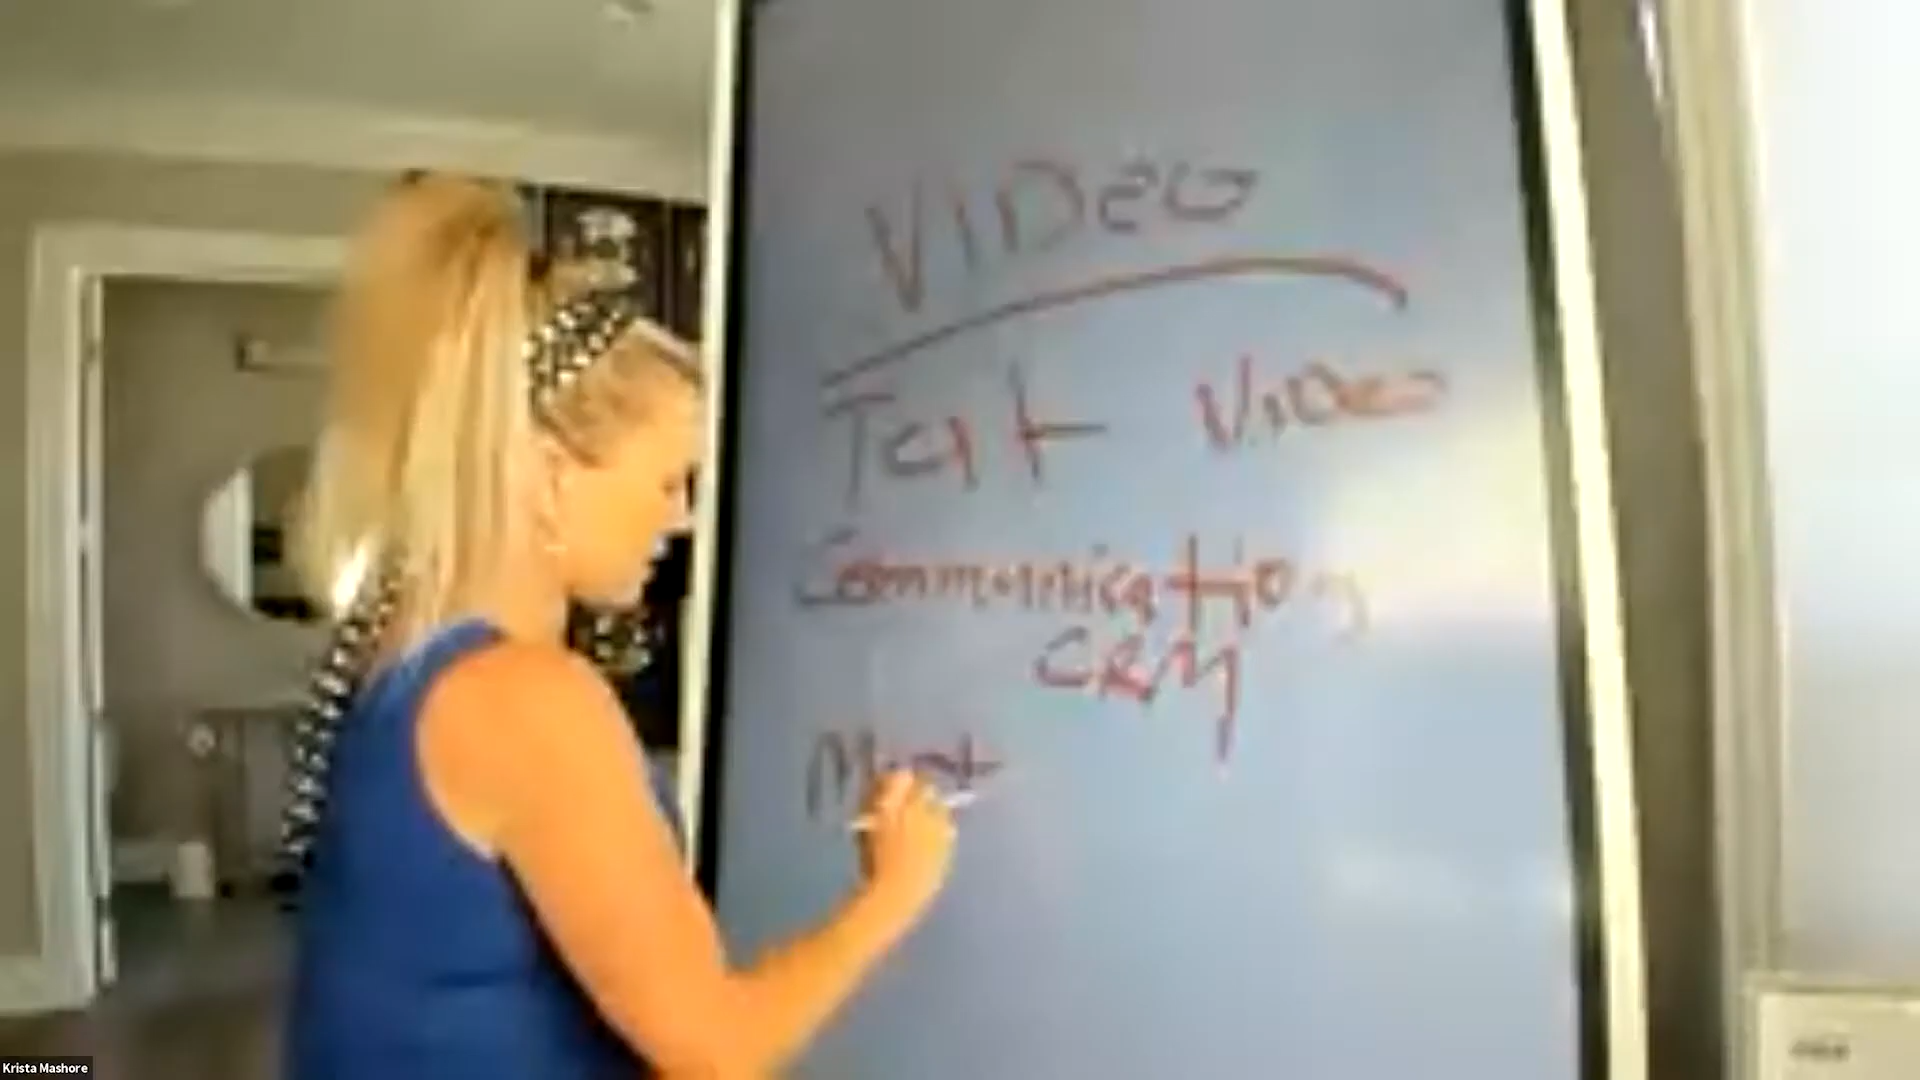 VIDEO
Text VIDEO
Communication
CRM
Krista Mashore